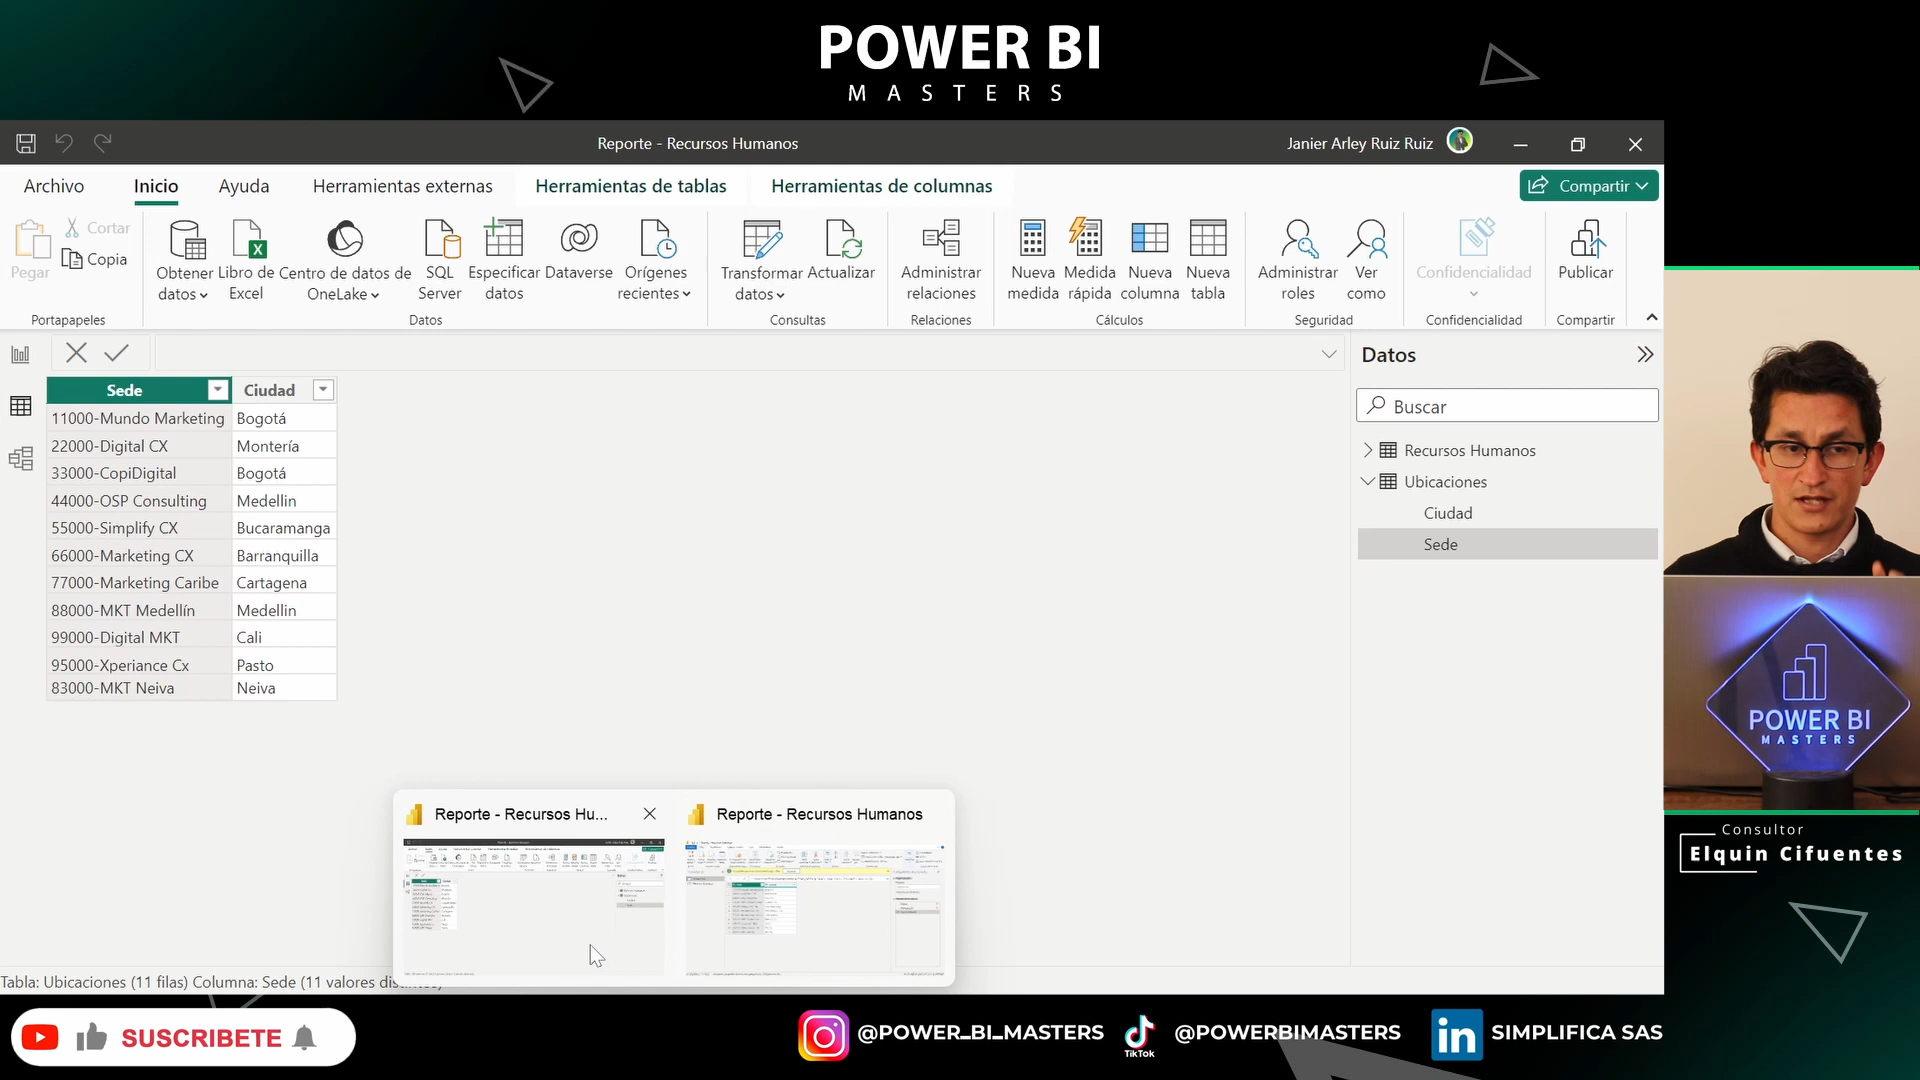 POWER BI
MASTERS
Reporte - Recursos Humanos
Janier Arley Ruiz Ruiz
Archivo
Inicio
Ayuda
Herramientas externas
Herramientas de tablas
Herramientas de columnas
Compartir
Pegar
Cortar
Copia
Portapapeles
Obtener datos
Libro de Excel
Centro de datos de OneLake
SQL Server
Especificar datos
Dataverse
Orígenes recientes
Datos
Transformar datos
Actualizar
Consultas
Administrar relaciones
Relaciones
Nueva medida
Medida rápida
Nueva columna
Nueva tabla
Cálculos
Administrar roles
Ver como
Seguridad
Confidencialidad
Confidencialidad
Publicar
Compartir
Sede Ciudad
11000-Mundo Marketing Bogotá
22000-Digital CX Montería
33000-CopiDigital Bogotá
44000-OSP Consulting Medellin
55000-Simplify CX Bucaramanga
66000-Marketing CX Barranquilla
77000-Marketing Caribe Cartagena
88000-MKT Medellín Medellin
99000-Digital MKT Cali
95000-Xperiance Cx Pasto
83000-MKT Neiva Neiva
Datos
Buscar
Recursos Humanos
Ubicaciones
Ciudad
Sede
Reporte - Recursos Hu...
Reporte - Recursos Humanos
Tabla: Ubicaciones (11 filas) Columna: Sede (11 valores
POWER BI
MASTERS
Consultor
Elquin Cifuentes
SUSCRIBETE
@POWER_BI_MASTERS
TikTok
@POWERBIMASTERS
in
SIMPLIFICA SAS